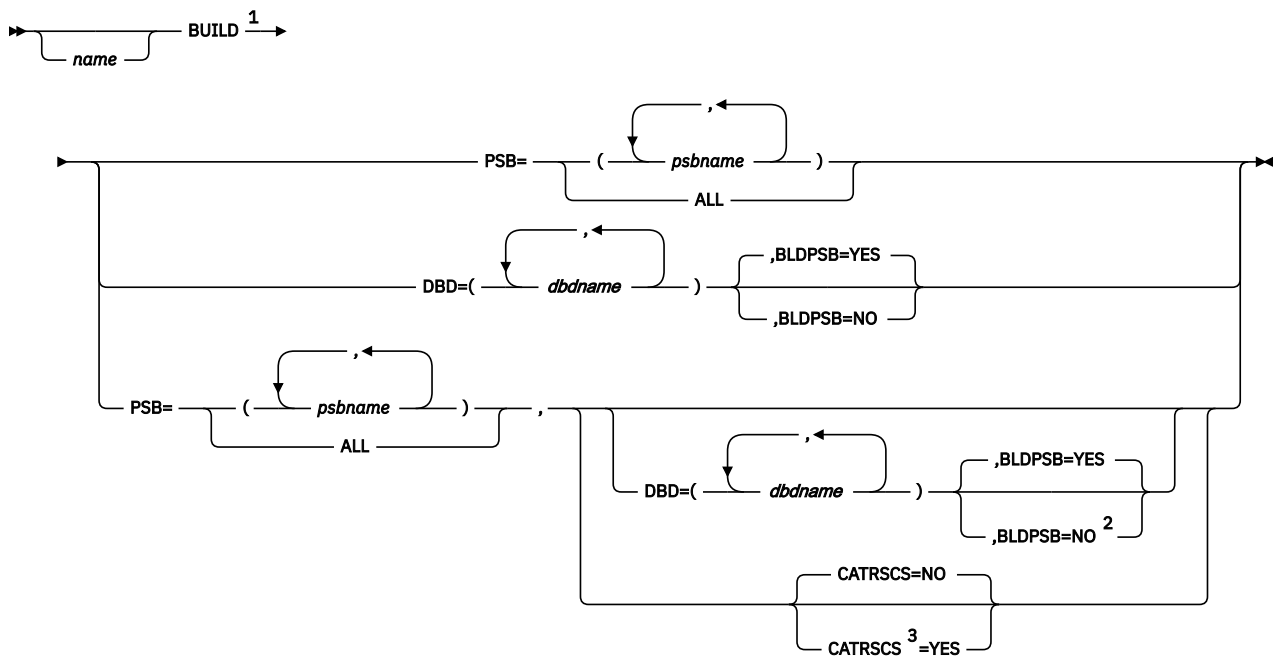 BUILD 1
name
,
PSB= ( psbname )
ALL
,
,BLDPSB=YES
DBD=( dbdname )
,BLDPSB=NO
,
PSB= ( psbname ) ,
ALL
,
,BLDPSB=YES
DBD=( dbdname )
,BLDPSB=NO 2
CATRSCS=NO
CATRSCS 3 =YES